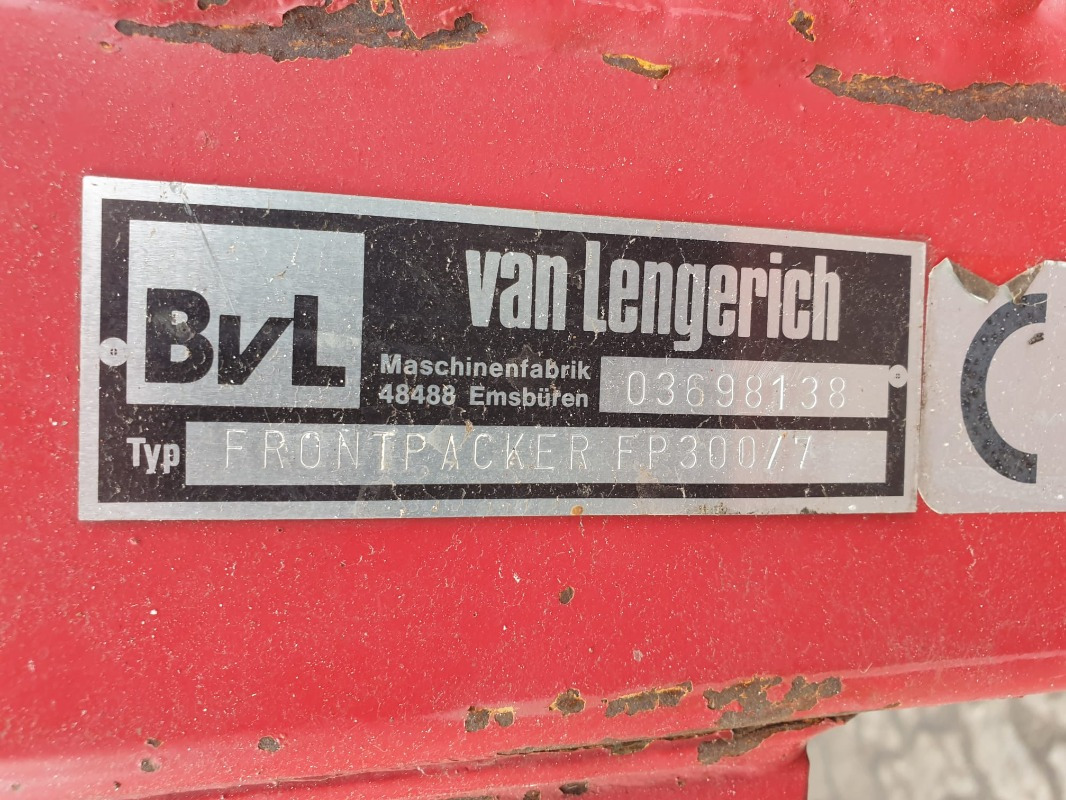 BvL
van Lengerich
Maschinenfabrik
48488 Emsbüren
03698138
Typ FRONTPACKER FP300/7
C